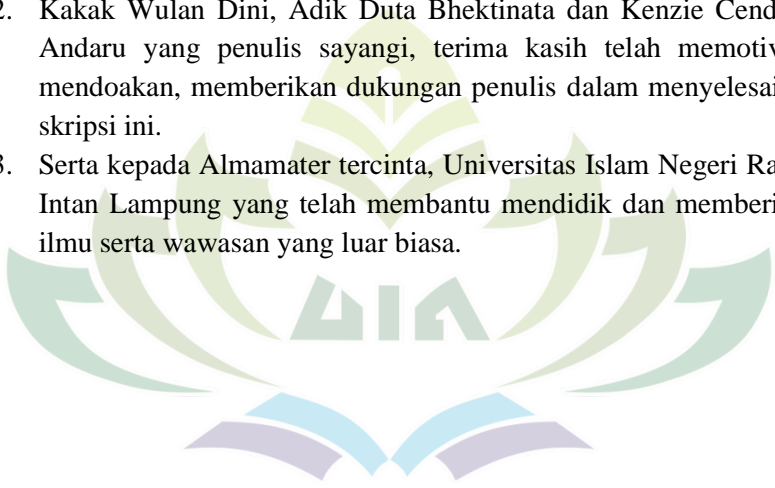 2. Kakak Wulan Dini, Adik Duta Bhektinata dan Kenzie Cend
Andaru yang penulis sayangi, terima kasih telah memotiv
mendoakan, memberikan dukungan penulis dalam menyelesai
skripsi ini.
3. Serta kepada Almamater tercinta, Universitas Islam Negeri Ra
Intan Lampung yang telah membantu mendidik dan memberi
ilmu serta wawasan yang luar biasa.
UIN